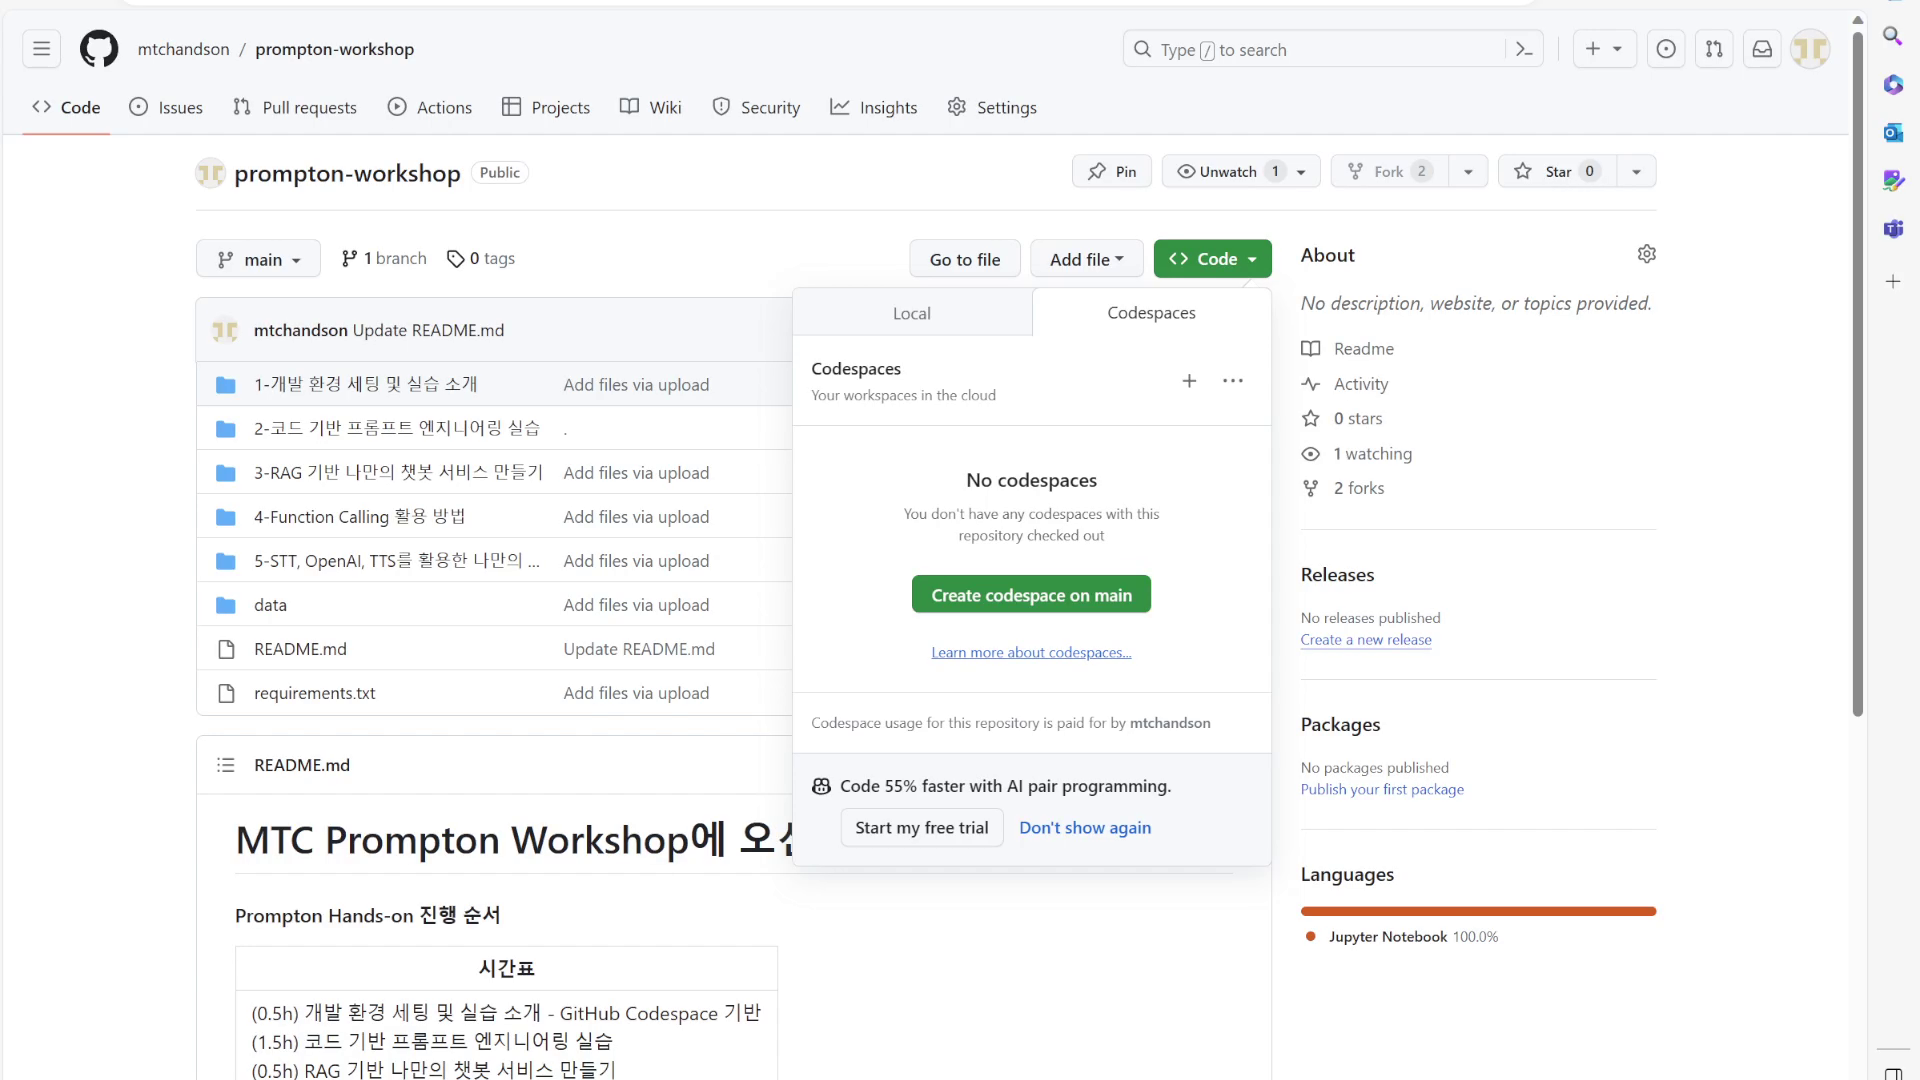 mtchandson / prompton-workshop
Type / to search
Code Issues Pull requests Actions Projects Wiki Security Insights Settings
prompton-workshop Public
Pin Unwatch 1 Fork 2 Star 0
main 1 branch 0 tags
Go to file Add file Code
mtchandson Update README.md
1-개발 환경 세팅 및 실습 소개 Add files via upload
2-코드 기반 프롬프트 엔지니어링 실습 .
3-RAG 기반 나만의 챗봇 서비스 만들기 Add files via upload
4-Function Calling 활용 방법 Add files via upload
5-STT, OpenAI, TTS를 활용한 나만의 ... Add files via upload
data Add files via upload
README.md Update README.md
requirements.txt Add files via upload
Local Codespaces
Codespaces
Your workspaces in the cloud
No codespaces
You don't have any codespaces with this
repository checked out
Create codespace on main
Learn more about codespaces...
Codespace usage for this repository is paid for by mtchandson
Code 55% faster with AI pair programming.
Start my free trial Don't show again
README.md
MTC Prompton Workshop에
Prompton Hands-on 진행 순서
시간표
(0.5h) 개발 환경 세팅 및 실습 소개 - GitHub Codespace 기반
(1.5h) 코드 기반 프롬프트 엔지니어링 실습
(0.5h) RAG 기반 나만의 챗봇 서비스 만들기
About
No description, website, or topics provided.
Readme
Activity
0 stars
1 watching
2 forks
Releases
No releases published
Create a new release
Packages
No packages published
Publish your first package
Languages
Jupyter Notebook 100.0%